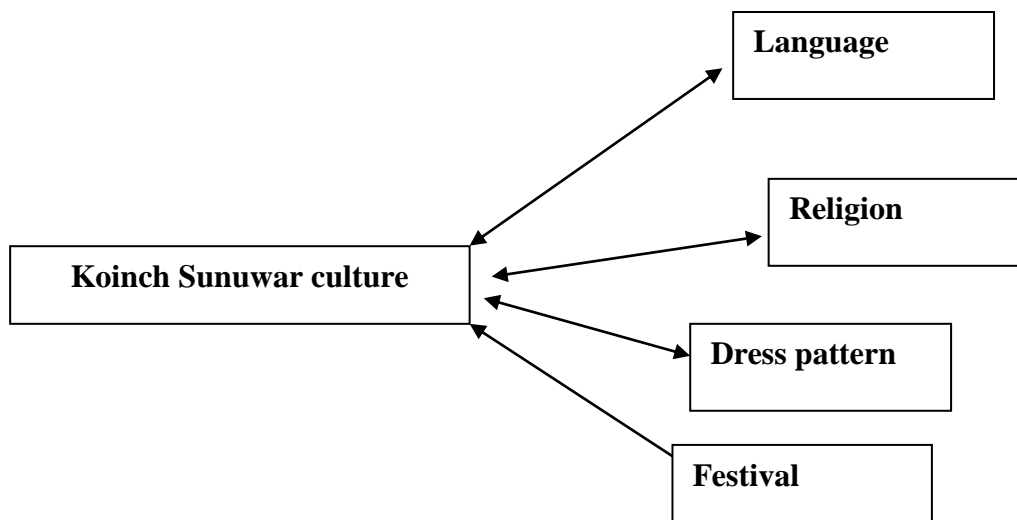 Language
Religion
Koinch Sunuwar culture
Dress pattern
Festival